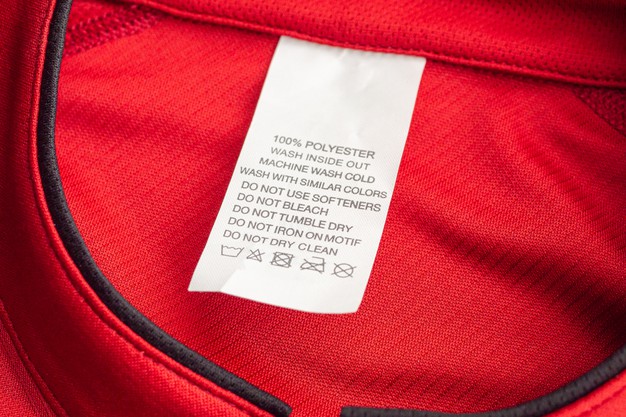 100% POLYESTER
WASH INSIDE OUT
MACHINE WASH COLD
WASH WITH SIMILAR COLORS
DO NOT USE SOFTENERS
DO NOT BLEACH
DO NOT TUMBLE DRY
DO NOT IRON ON MOTIF
DO NOT DRY CLEAN